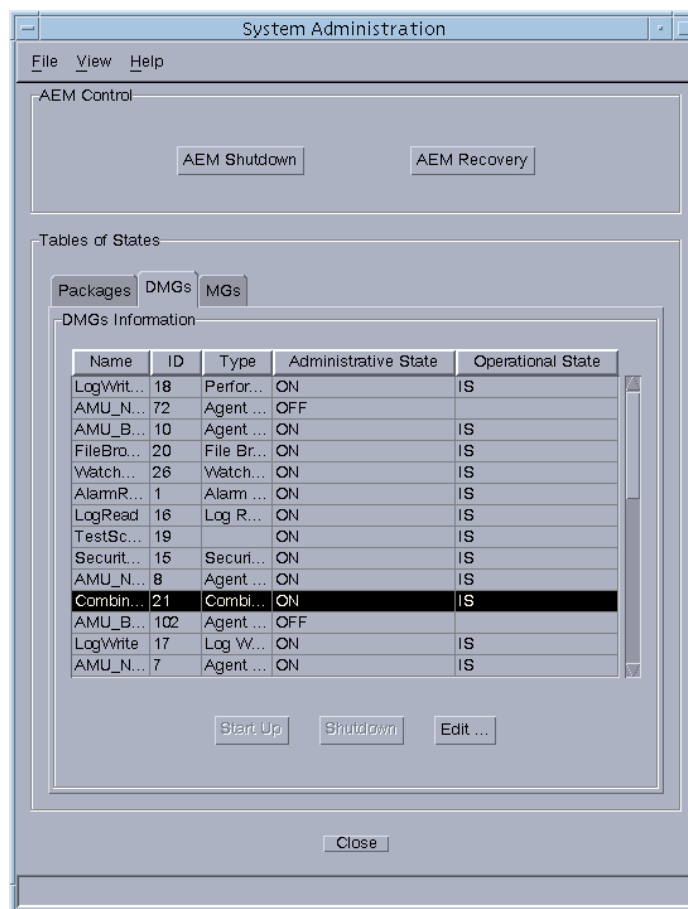 System Administration
File View Help
AEM Control
AEM Shutdown AEM Recovery
Tables of States
Packages DMGs MGs
DMGs Information
Name ID Type Administrative State Operational State
LogWrit... 18 Perfor... ON IS
AMU_N... 72 Agent ... OFF
AMU_B... 10 Agent ... ON IS
FileBro... 20 File Br... ON IS
Watch... 26 Watch... ON IS
AlarmR... 1 Alarm ... ON IS
LogRead 16 Log R... ON IS
TestSc... 19 ON IS
Securit... 15 Securi... ON IS
AMU_N... 8 Agent ... ON IS
Combin... 21 Combi... ON IS
AMU_B... 102 Agent ... OFF
LogWrite 17 Log W... ON IS
AMU_N... 7 Agent ... ON IS
Start Up Shutdown Edit ...
Close